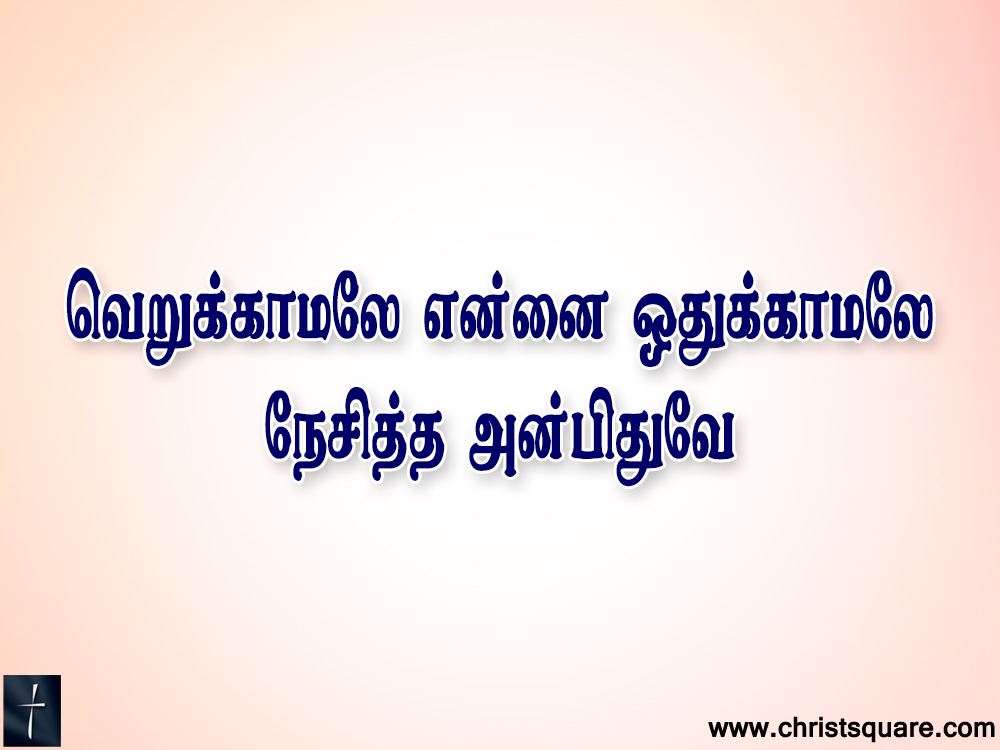 வெறுக்காமலே என்னை ஒதுக்காமலே
நேசித்த அன்பிதுவே
www.christsquare.com